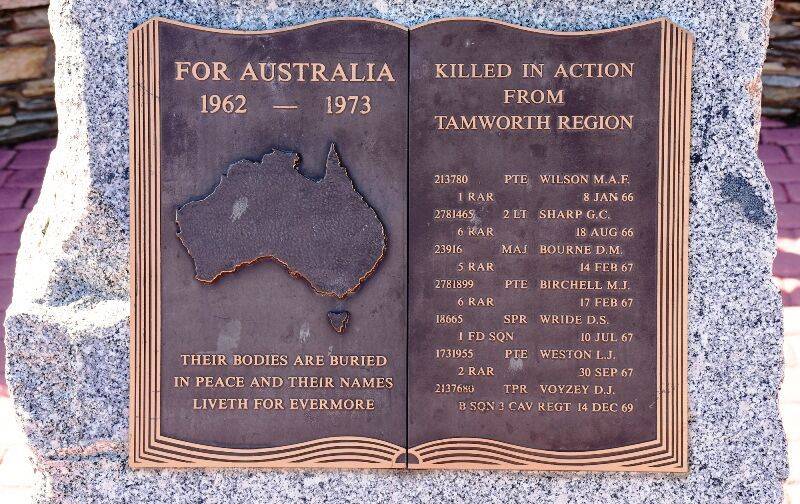 FOR AUSTRALIA
1962 — 1973
THEIR BODIES ARE BURIED
IN PEACE AND THEIR NAMES
LIVETH FOR EVERMORE
KILLED IN ACTION
FROM
TAMWORTH REGION
213780 PTE WILSON M.A.F.
1 RAR 8 JAN 66
2781465 2 LT SHARP G.C.
6 RAR 18 AUG 66
23916 MAJ BOURNE D.M.
5 RAR 14 FEB 67
2781899 PTE BIRCHELL M.J.
6 RAR 17 FEB 67
18665 SPR WRIDE D.S.
1 FD SQN 10 JUL 67
1731955 PTE WESTON L.J.
2 RAR 30 SEP 67
2137680 TPR VOYZEY D.J.
B SQN 3 CAV REGT 14 DEC 69